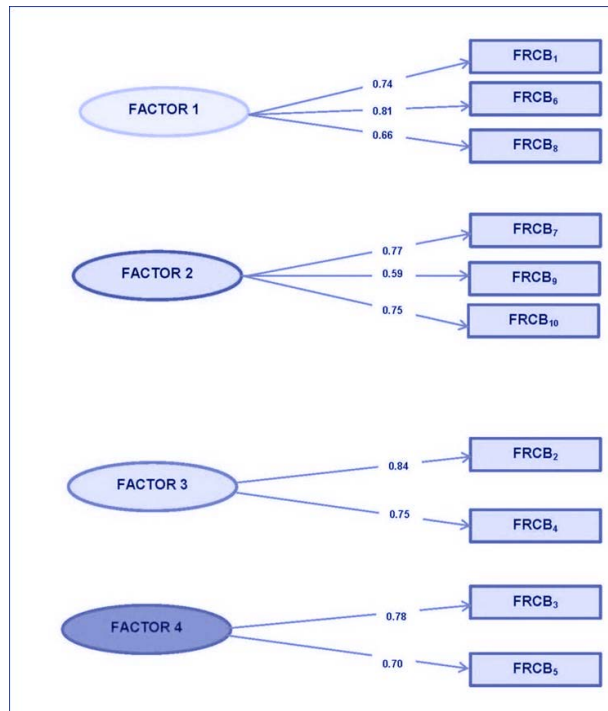 FACTOR 1
0.74
0.81
0.66
FRCB₁
FRCB₆
FRCB₈
FACTOR 2
0.77
0.59
0.75
FRCB₇
FRCB₉
FRCB₁₀
FACTOR 3
0.84
0.75
FRCB₂
FRCB₄
FACTOR 4
0.78
0.70
FRCB₃
FRCB₅